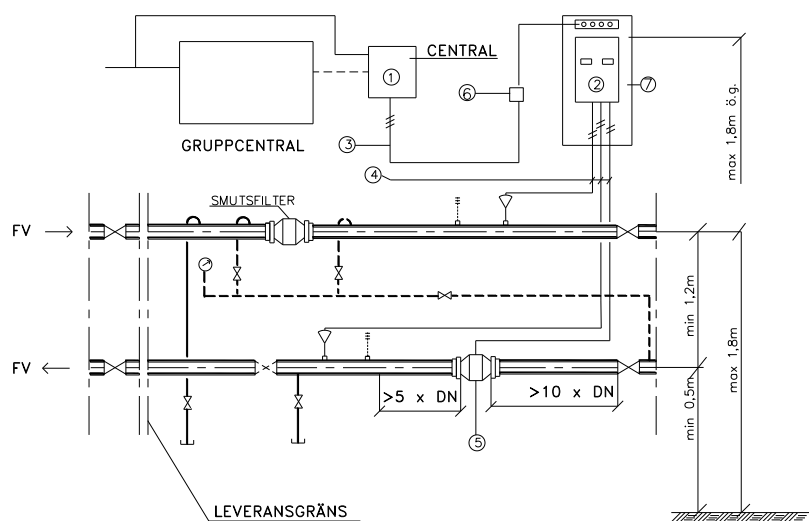 CENTRAL
1
2
7
6
GRUPPCENTRAL
3
max 1,8m ö.g.
4
SMUTSFILTER
FV
min 1,2m
max 1,8m
FV
>5 x DN
>10 x DN
min 0,5m
5
LEVERANSGRÄNS